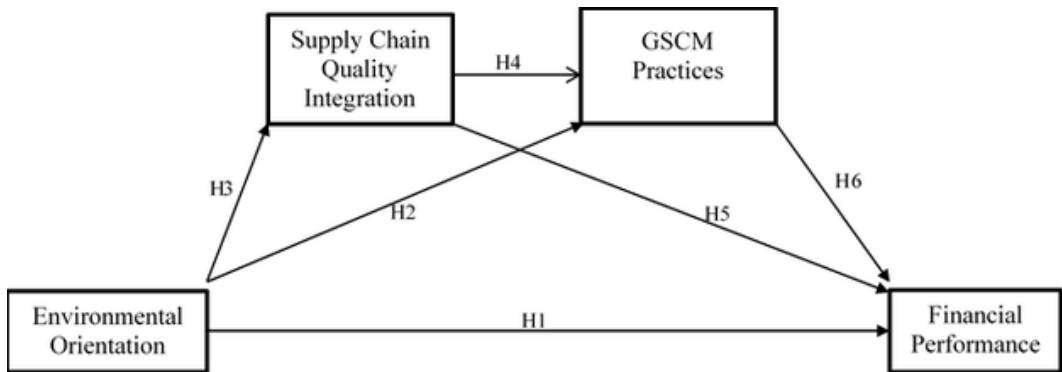 Supply Chain
Quality
Integration
H4
GSCM
Practices
H3
H2
H5
H6
Environmental
Orientation
H1
Financial
Performance